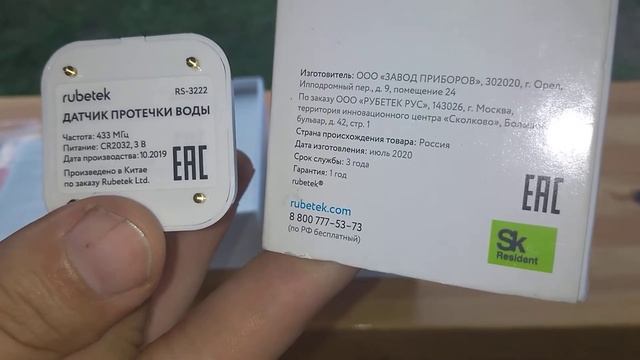 rubetek RS-3222
ДАТЧИК ПРОТЕЧКИ ВОДЫ
Частота: 433 МГц
Питание: CR2032, 3 В
Дата производства: 10.2019
Произведено в Китае
по заказу Rubetek Ltd.
EAC
Изготовитель: ООО «ЗАВОД ПРИБОРОВ», 302020, г. Орел,
Ипподромный пер., д. 9, помещение 24
По заказу ООО «РУБЕТЕК РУС», 143026, г. Москва,
территория инновационного центра «Сколково», Большой
бульвар, д. 42, стр. 1
Страна происхождения товара: Россия
Дата изготовления: июль 2020
Срок службы: 3 года
Гарантия: 1 год
rubetek®
rubetek.com
8 800 777-53-73
(по РФ бесплатный)
EAC
Sk
Resident